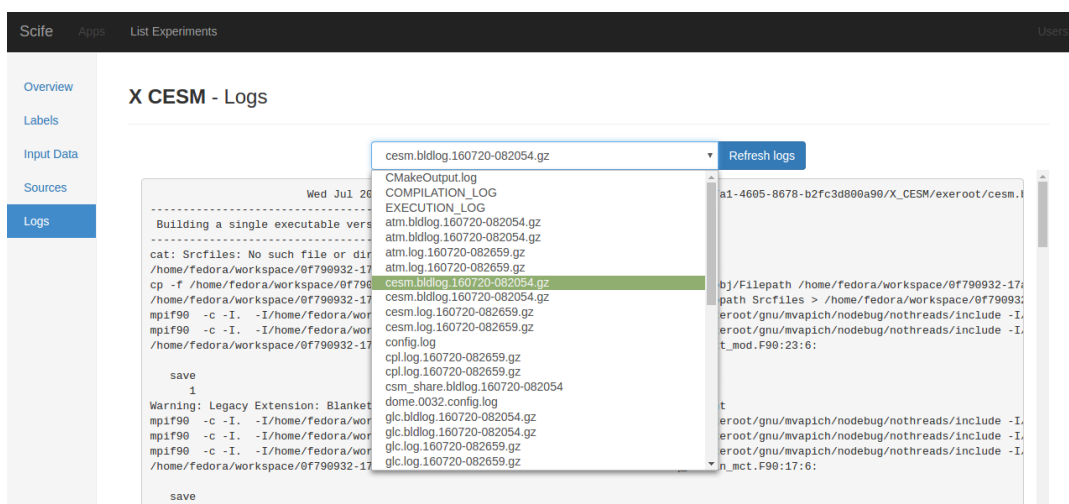 Scife Apps List Experiments Users
Overview
X CESM - Logs
Labels
Input Data
cesm.bldlog.160720-082054.gz Refresh logs
Sources
Logs
CMakeOutput.log
COMPILATION_LOG
EXECUTION_LOG
atm.bldlog.160720-082054.gz
atm.bldlog.160720-082054.gz
atm.log.160720-082659.gz
atm.log.160720-082659.gz
cesm.bldlog.160720-082054.gz
cesm.bldlog.160720-082054.gz
cesm.log.160720-082659.gz
cesm.log.160720-082659.gz
config.log
cpl.log.160720-082659.gz
cpl.log.160720-082659.gz
csm_share.bldlog.160720-082054
dome.0032.config.log
glc.bldlog.160720-082054.gz
glc.bldlog.160720-082054.gz
glc.log.160720-082659.gz
glc.log.160720-082659.gz
Wed Jul 20 a1-4605-8678-b2fc3d800a90/X_CESM/exeroot/cesm.b
-----------------------------------
Building a single executable vers
-----------------------------------
cat: Srcfiles: No such file or dir
/home/fedora/workspace/0f790932-17
cp -f /home/fedora/workspace/0f790 bj/Filepath /home/fedora/workspace/0f790932-17a
/home/fedora/workspace/0f790932-17 path Srcfiles > /home/fedora/workspace/0f790932
mpif90 -c -I. -I/home/fedora/wor eroot/gnu/mvapich/nodebug/nothreads/include -I/
mpif90 -c -I. -I/home/fedora/wor eroot/gnu/mvapich/nodebug/nothreads/include -I/
/home/fedora/workspace/0f790932-17 t_mod.F90:23:6:
save
1
Warning: Legacy Extension: Blanket t
mpif90 -c -I. -I/home/fedora/wor eroot/gnu/mvapich/nodebug/nothreads/include -I/
mpif90 -c -I. -I/home/fedora/wor eroot/gnu/mvapich/nodebug/nothreads/include -I/
mpif90 -c -I. -I/home/fedora/wor eroot/gnu/mvapich/nodebug/nothreads/include -I/
/home/fedora/workspace/0f790932-17 n_mct.F90:17:6:
save